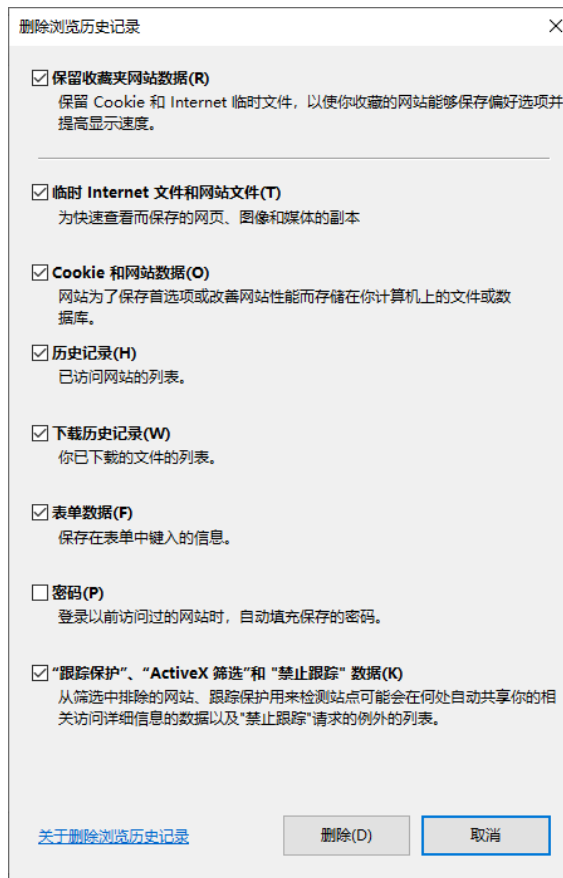 删除浏览历史记录
保留收藏夹网站数据(R)
保留 Cookie 和 Internet 临时文件，以使你收藏的网站能够保存偏好选项并
提高显示速度。
临时 Internet 文件和网站文件(T)
为快速查看而保存的网页、图像和媒体的副本
Cookie 和网站数据(O)
网站为了保存首选项或改善网站性能而存储在你计算机上的文件或数
据库。
历史记录(H)
已访问网站的列表。
下载历史记录(W)
你已下载的文件的列表。
表单数据(F)
保存在表单中键入的信息。
密码(P)
登录以前访问过的网站时，自动填充保存的密码。
“跟踪保护”、“ActiveX 筛选”和 "禁止跟踪" 数据(K)
从筛选中排除的网站、跟踪保护用来检测站点可能会在何处自动共享你的相
关访问详细信息的数据以及"禁止跟踪"请求的例外的列表。
关于删除浏览历史记录
删除(D)
取消